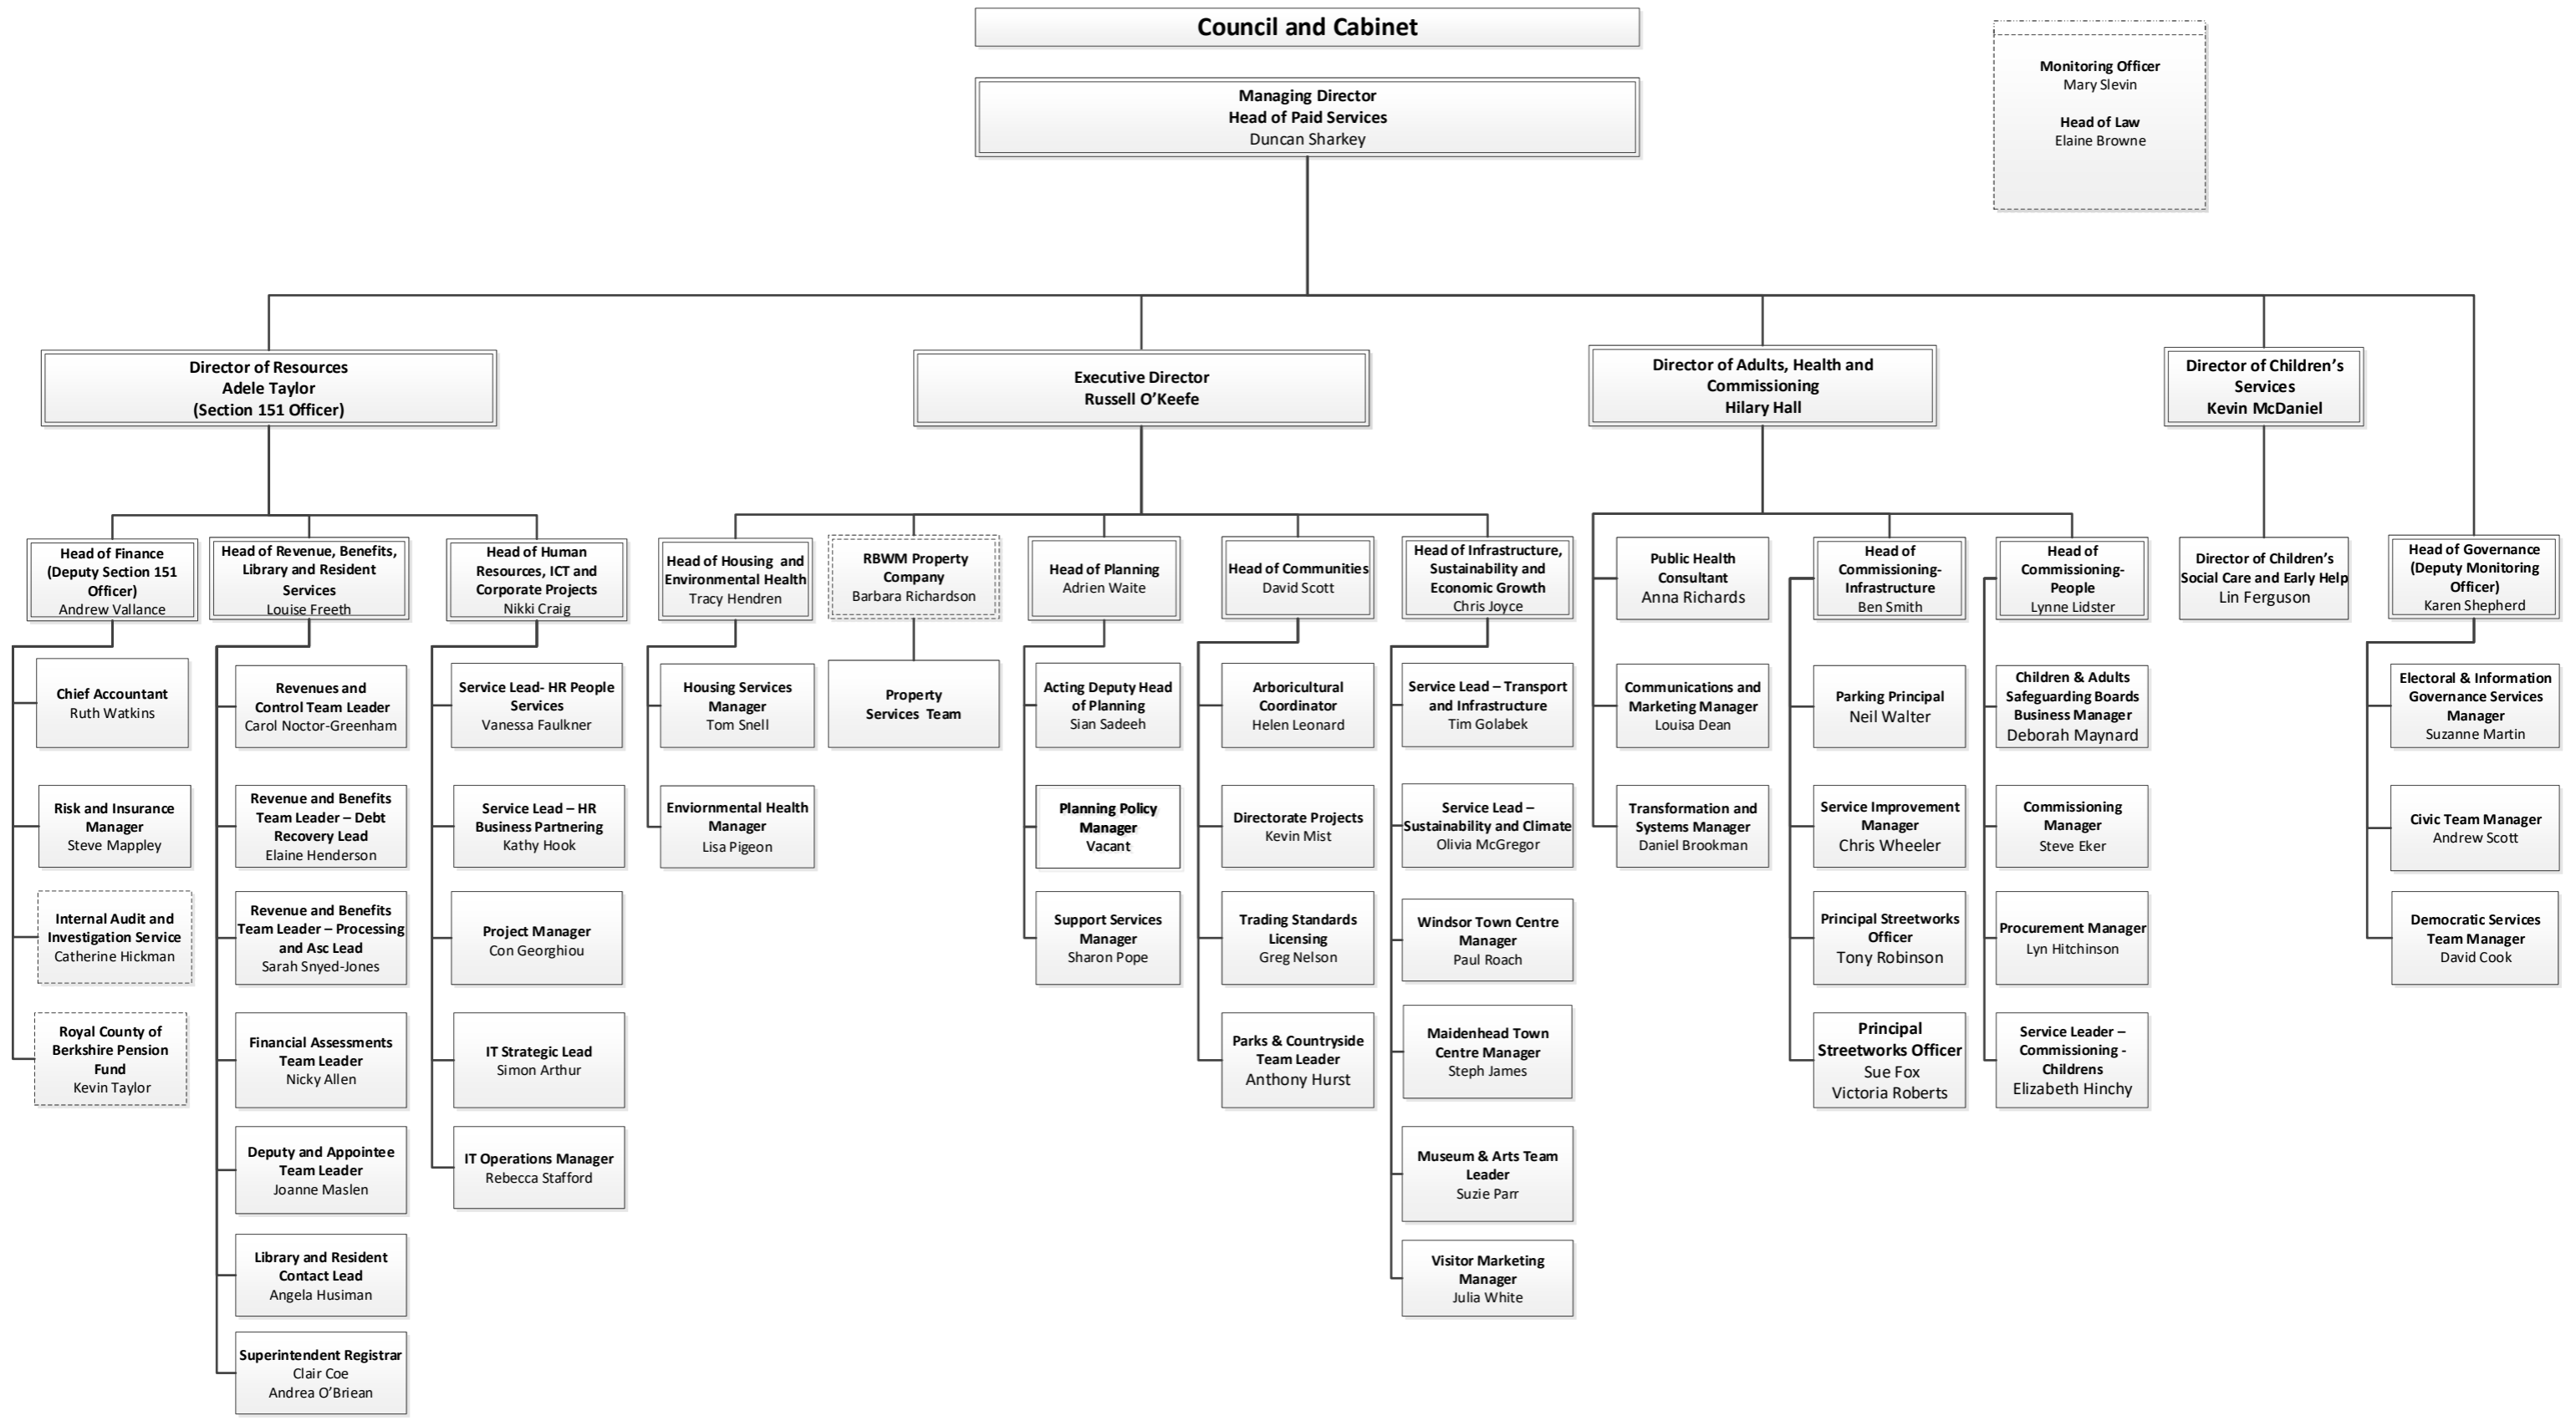 Council and Cabinet
Managing Director
Head of Paid Services
Duncan Sharkey
Monitoring Officer
Mary Slevin
Head of Law
Elaine Browne
Director of Resources
Adele Taylor
(Section 151 Officer)
Executive Director
Russell O’Keefe
Director of Adults, Health and
Commissioning
Hilary Hall
Director of Children’s
Services
Kevin McDaniel
Head of Finance
(Deputy Section 151
Officer)
Andrew Vallance
Head of Revenue, Benefits,
Library and Resident
Services
Louise Freeth
Head of Human
Resources, ICT and
Corporate Projects
Nikki Craig
Head of Housing and
Environmental Health
Tracy Hendren
RBWM Property
Company
Barbara Richardson
Head of Planning
Adrien Waite
Head of Communities
David Scott
Head of Infrastructure,
Sustainability and
Economic Growth
Chris Joyce
Public Health
Consultant
Anna Richards
Head of
Commissioning-
Infrastructure
Ben Smith
Head of
Commissioning-
People
Lynne Lidster
Director of Children’s
Social Care and Early Help
Lin Ferguson
Head of Governance
(Deputy Monitoring
Officer)
Karen Shepherd
Chief Accountant
Ruth Watkins
Revenues and
Control Team Leader
Carol Noctor-Greenham
Service Lead- HR People
Services
Vanessa Faulkner
Housing Services
Manager
Tom Snell
Property
Services Team
Acting Deputy Head
of Planning
Sian Sadeeh
Arboricultural
Coordinator
Helen Leonard
Service Lead – Transport
and Infrastructure
Tim Golabek
Communications and
Marketing Manager
Louisa Dean
Parking Principal
Neil Walter
Children & Adults
Safeguarding Boards
Business Manager
Deborah Maynard
Electoral & Information
Governance Services
Manager
Suzanne Martin
Risk and Insurance
Manager
Steve Mappley
Revenue and Benefits
Team Leader – Debt
Recovery Lead
Elaine Henderson
Service Lead – HR
Business Partnering
Kathy Hook
Enviornmental Health
Manager
Lisa Pigeon
Planning Policy
Manager
Vacant
Directorate Projects
Kevin Mist
Service Lead –
Sustainability and Climate
Olivia McGregor
Transformation and
Systems Manager
Daniel Brookman
Service Improvement
Manager
Chris Wheeler
Commissioning
Manager
Steve Eker
Civic Team Manager
Andrew Scott
Internal Audit and
Investigation Service
Catherine Hickman
Revenue and Benefits
Team Leader – Processing
and Asc Lead
Sarah Snyed-Jones
Project Manager
Con Georghiou
Support Services
Manager
Sharon Pope
Trading Standards
Licensing
Greg Nelson
Windsor Town Centre
Manager
Paul Roach
Principal Streetworks
Officer
Tony Robinson
Procurement Manager
Lyn Hitchinson
Democratic Services
Team Manager
David Cook
Royal County of
Berkshire Pension
Fund
Kevin Taylor
Financial Assessments
Team Leader
Nicky Allen
IT Strategic Lead
Simon Arthur
Parks & Countryside
Team Leader
Anthony Hurst
Maidenhead Town
Centre Manager
Steph James
Principal
Streetworks Officer
Sue Fox
Victoria Roberts
Service Leader –
Commissioning -
Childrens
Elizabeth Hinchy
Deputy and Appointee
Team Leader
Joanne Maslen
IT Operations Manager
Rebecca Stafford
Museum & Arts Team
Leader
Suzie Parr
Library and Resident
Contact Lead
Angela Husiman
Visitor Marketing
Manager
Julia White
Superintendent Registrar
Clair Coe
Andrea O’Briean